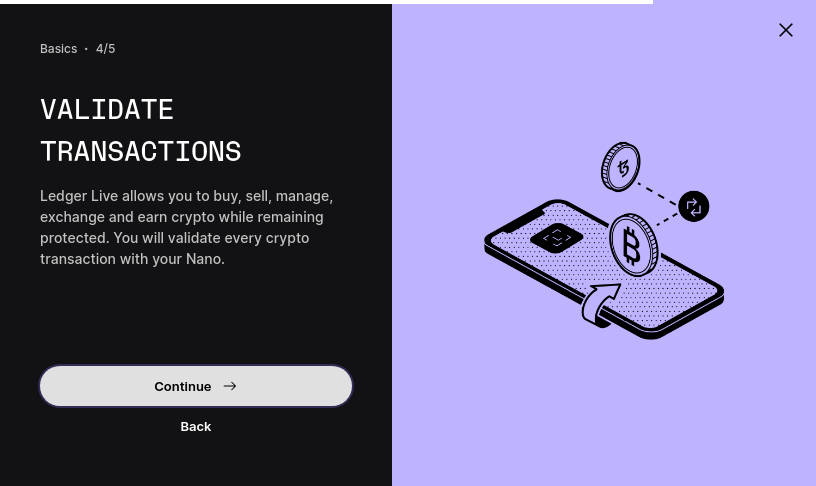 Basics • 4/5
VALIDATE
TRANSACTIONS
Ledger Live allows you to buy, sell, manage,
exchange and earn crypto while remaining
protected. You will validate every crypto
transaction with your Nano.
Continue →
Back